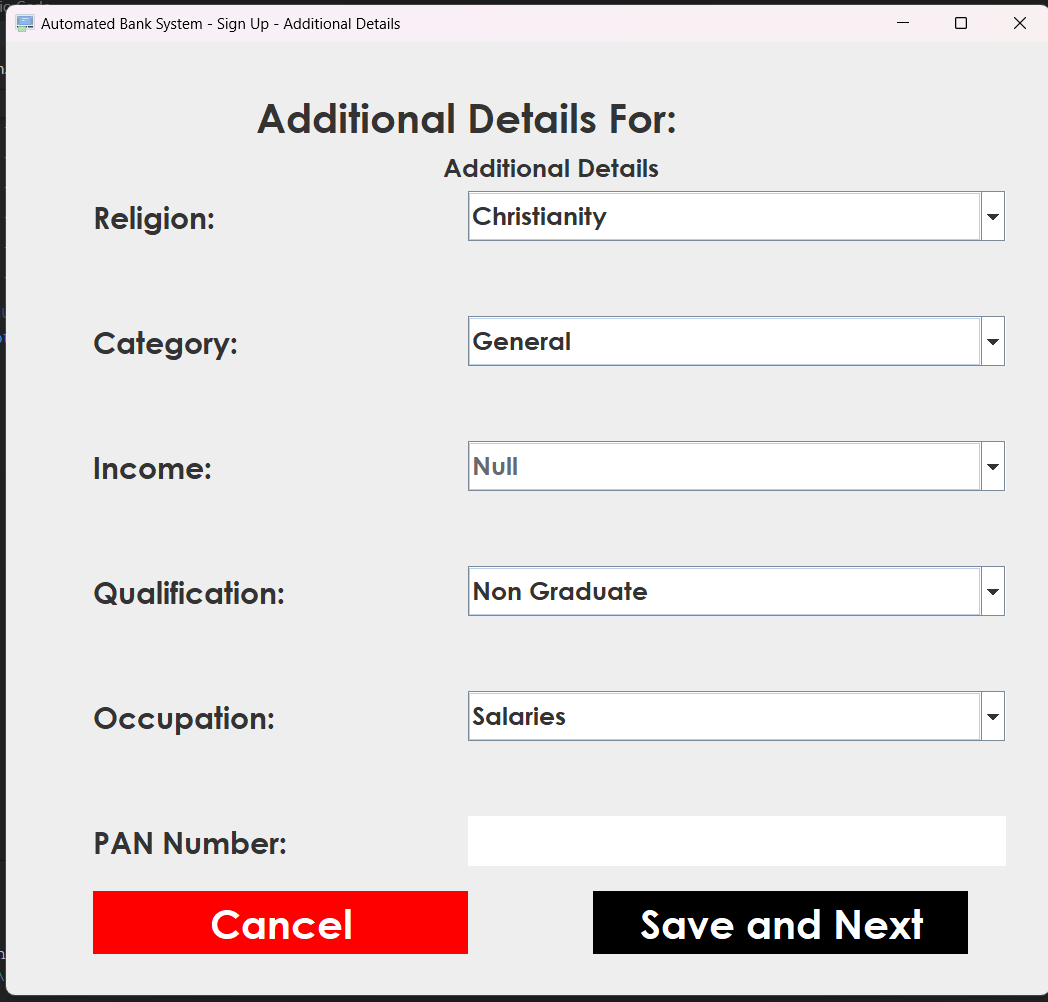 Automated Bank System - Sign Up - Additional Details
Additional Details For:
Additional Details
Religion: Christianity
Category: General
Income: Null
Qualification: Non Graduate
Occupation: Salaries
PAN Number:
Cancel Save and Next